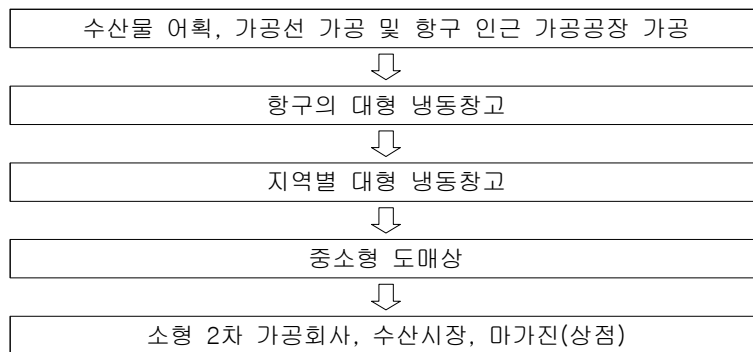 수산물 어획, 가공선 가공 및 항구 인근 가공공장 가공
항구의 대형 냉동창고
지역별 대형 냉동창고
중소형 도매상
소형 2차 가공회사, 수산시장, 마가진(상점)